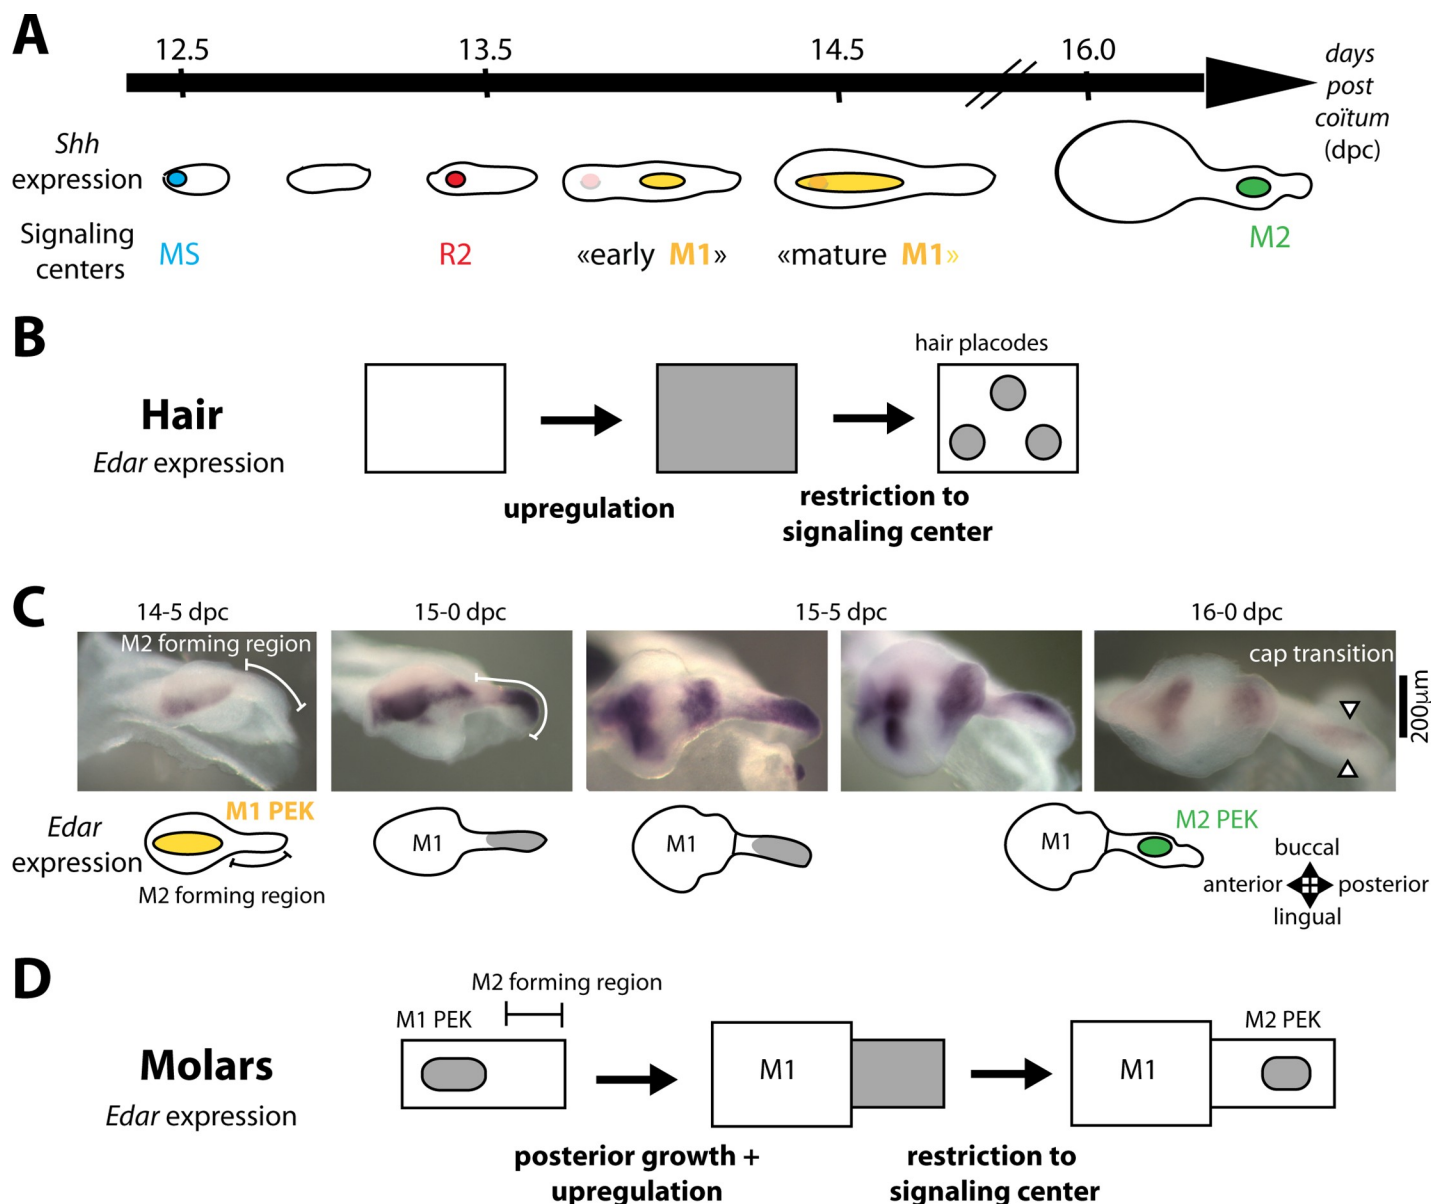 A
12.5 13.5 14.5 16.0
days
post
coïtum
(dpc)
Shh
expression
Signaling
centers
MS R2 «early M1» «mature M1» M2
B
hair placodes
Hair
Edar expression
upregulation
restriction to
signaling center
C
14-5 dpc 15-0 dpc 15-5 dpc 16-0 dpc
M2 forming region
cap transition
200µm
Edar
expression
M1 PEK
M2 forming region
M1
M1
M1
M2 PEK
buccal
anterior posterior
lingual
D
M2 forming region
M1 PEK
M2 PEK
Molars
Edar expression
M1
M1
posterior growth +
upregulation
restriction to
signaling center